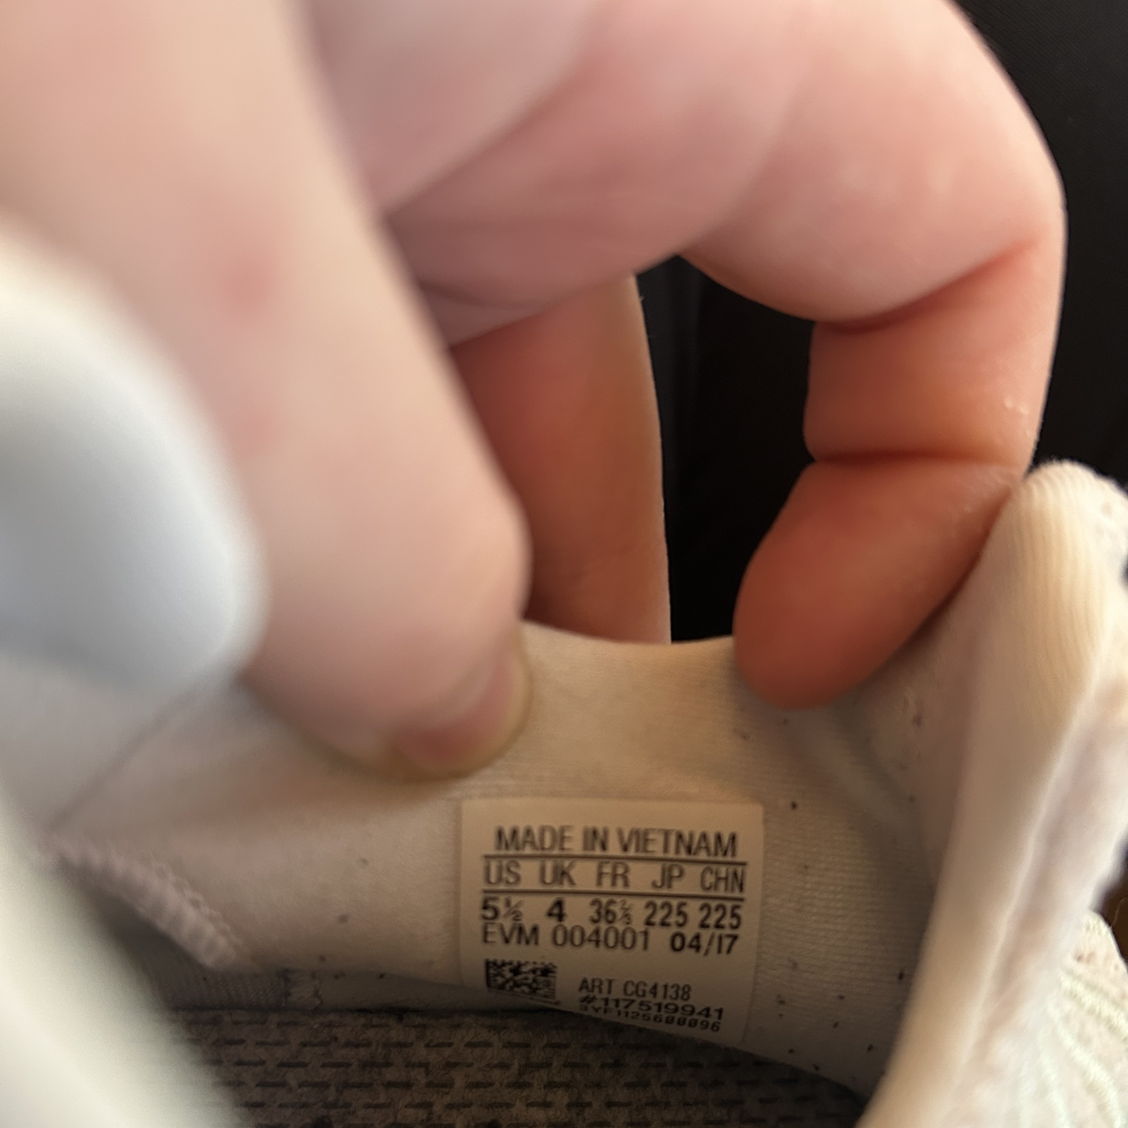 MADE IN VIETNAM
US UK FR JP CHN
5½ 4 36⅔ 225 225
EVM 004001 04/17
ART CG4138
#117519941